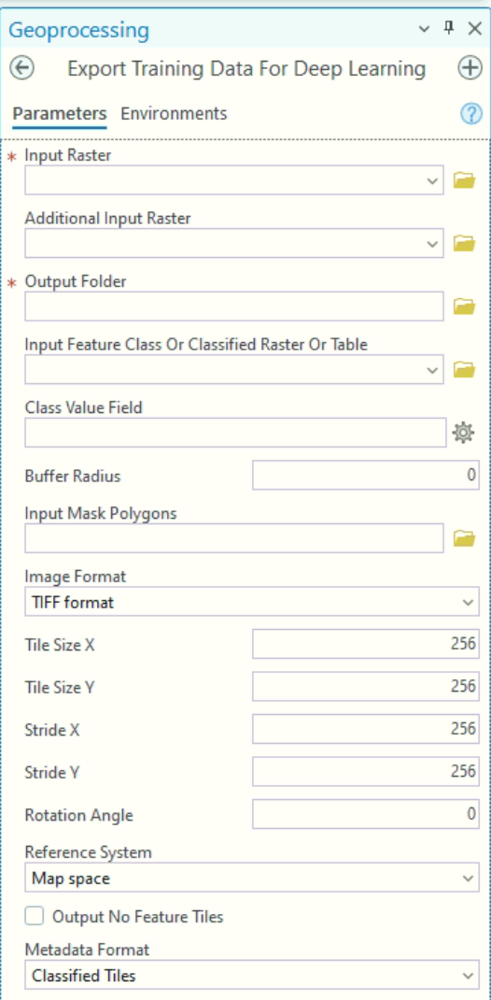 Geoprocessing
Export Training Data For Deep Learning
Parameters Environments
?
* Input Raster
Additional Input Raster
* Output Folder
Input Feature Class Or Classified Raster Or Table
Class Value Field
Buffer Radius 0
Input Mask Polygons
Image Format
TIFF format
Tile Size X 256
Tile Size Y 256
Stride X 256
Stride Y 256
Rotation Angle 0
Reference System
Map space
Output No Feature Tiles
Metadata Format
Classified Tiles